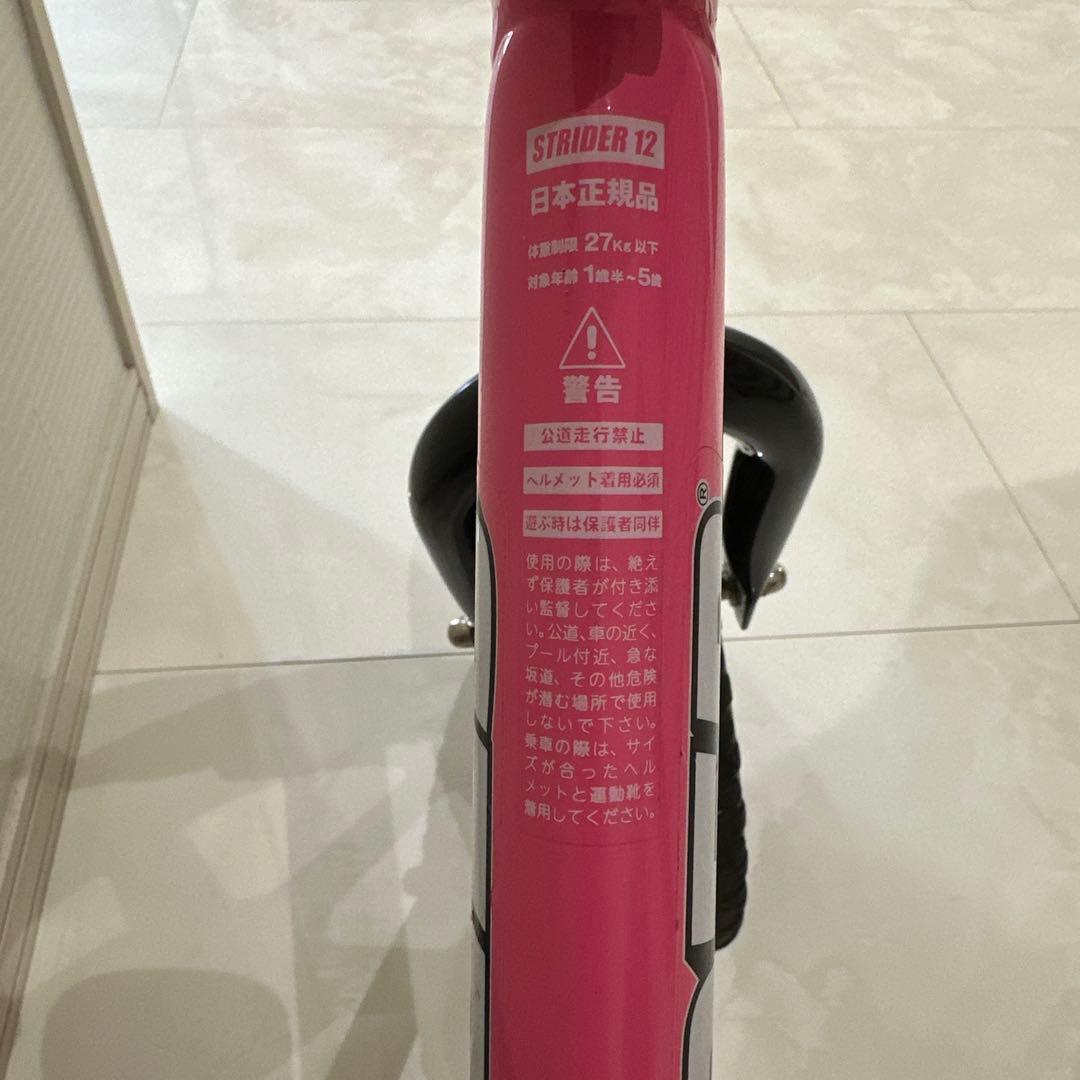 STRIDER 12
日本正規品
体重制限 27Kg以下
対象年齢 1歳半~5歳
!
警告
公道走行禁止
ヘルメット着用必須
遊ぶ時は保護者同伴
使用の際は、絶え
ず保護者が付き添
い監督してくださ
い。公道、車の近く、
プール付近、急な
坂道、その他危険
が潜む場所で使用
しないで下さい。
乗車の際は、サイ
ズが合ったヘル
メットと運動靴を
着用してください。
®